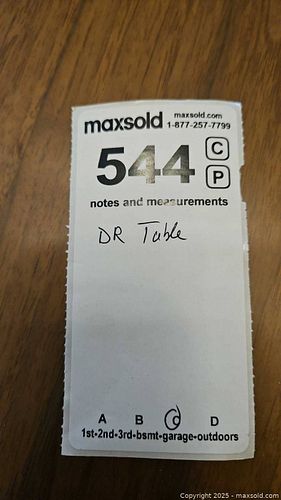 maxsold maxsold.com
1-877-257-7799
544 C
P
notes and measurements
DR Table
A B C D
1st-2nd-3rd-bsmt-garage-outdoors
Copyright © 2025 - maxsold.com